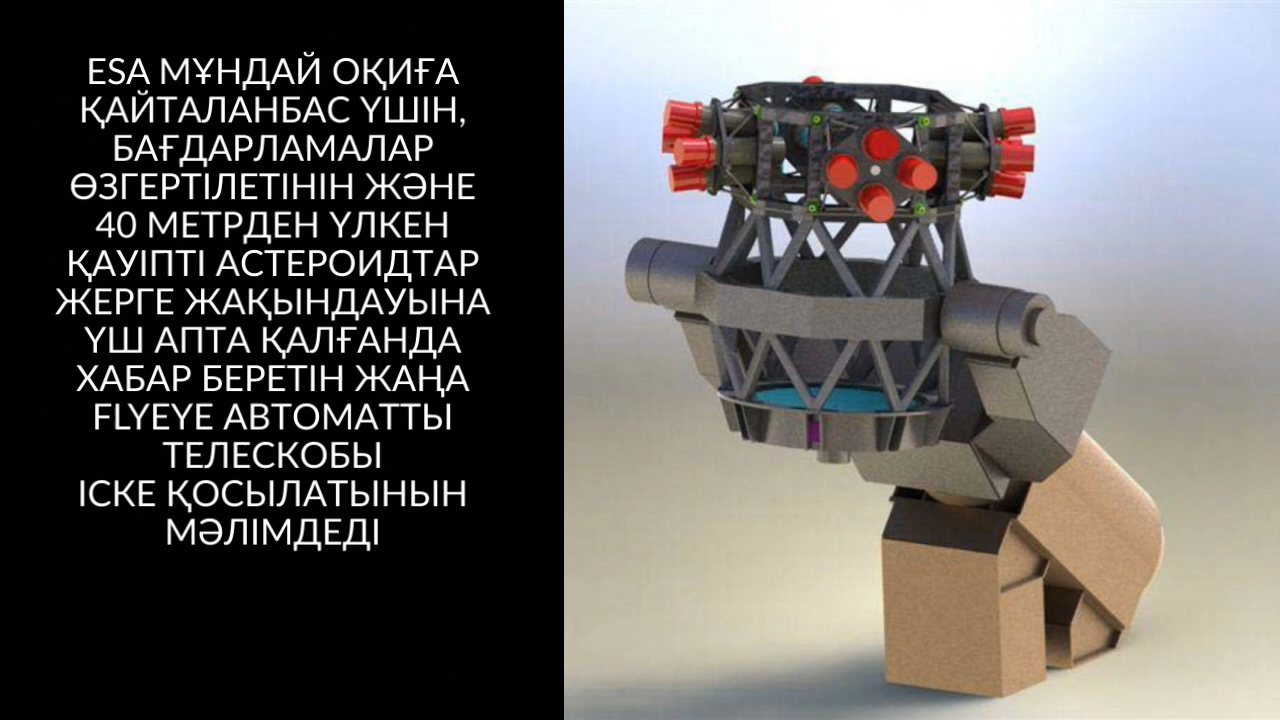 ESA МҰНДАЙ ОҚИҒА
ҚАЙТАЛАНБАС ҮШІН,
БАҒДАРЛАМАЛАР
ӨЗГЕРТІЛЕТІНІН ЖӘНЕ
40 МЕТРДЕН ҮЛКЕН
ҚАУІПТІ АСТЕРОИДТАР
ЖЕРГЕ ЖАҚЫНДАУЫНА
ҮШ АПТА ҚАЛҒАНДА
ХАБАР БЕРЕТІН ЖАҢА
FLYEYE АВТОМАТТЫ
ТЕЛЕСКОБЫ
ІСКЕ ҚОСЫЛАТЫНЫН
МӘЛІМДЕДІ